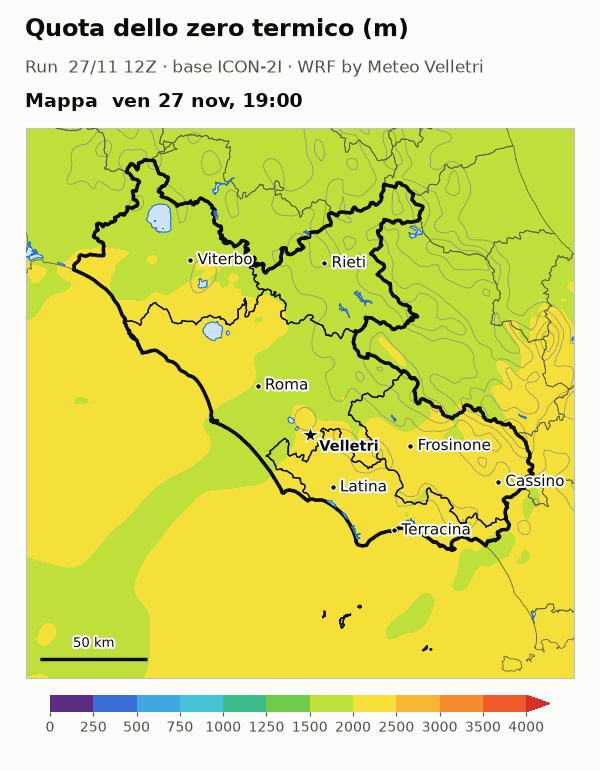 Quota dello zero termico (m)
Run  27/11 12Z · base ICON-2I · WRF by Meteo Velletri
Mappa  ven 27 nov, 19:00
Viterbo
Rieti
Roma
Velletri
Frosinone
Cassino
Latina
Terracina
50 km
0 250 500 750 1000 1250 1500 2000 2500 3000 3500 4000